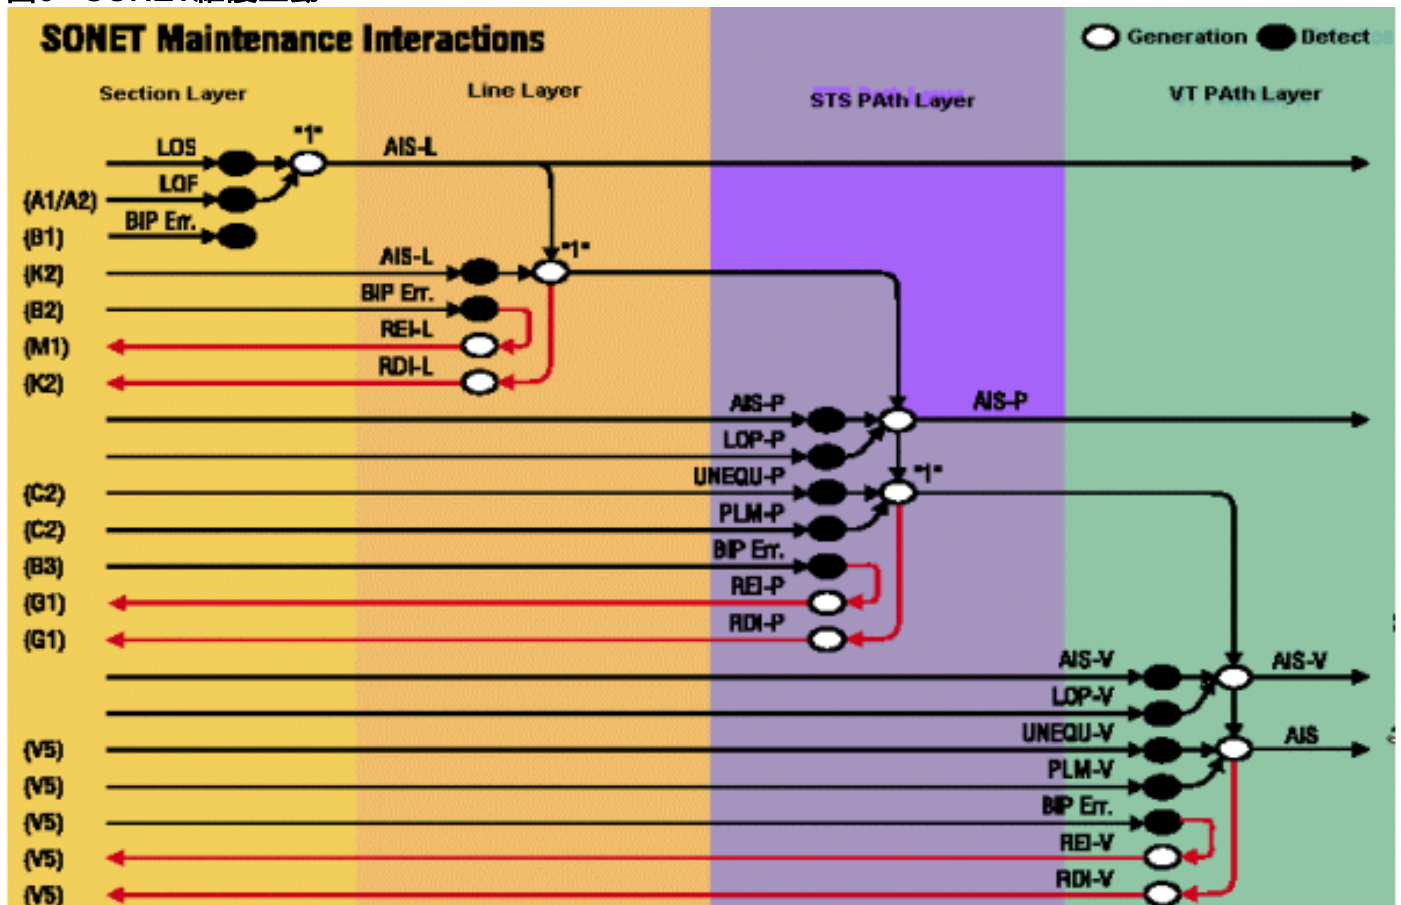 SONET Maintenance Interactions
Generation Detect
Section Layer Line Layer STS PAth Layer VT PAth Layer
"1"
LOS AIS-L
(A1/A2) LOF
(B1) BIP Err.
"1"
(K2) AIS-L
(B2) BIP Err.
(M1) REI-L
(K2) RDI-L
AIS-P AIS-P
LOP-P
(C2) UNEQU-P "1"
(C2) PLM-P
(B3) BIP Err.
(G1) REI-P
(G1) RDI-P
AIS-V AIS-V
LOP-V
(V5) UNEQU-V AIS
(V5) PLM-V
(V5) BIP Err.
(V5) REI-V
(V5) RDI-V